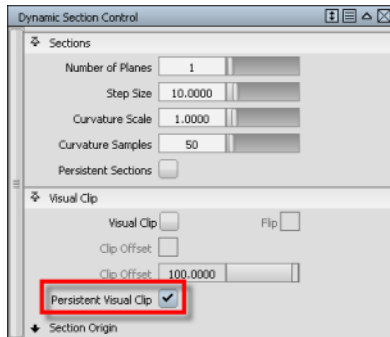 Dynamic Section Control
Sections
Number of Planes 1
Step Size 10.0000
Curvature Scale 1.0000
Curvature Samples 50
Persistent Sections
Visual Clip
Visual Clip Flip
Clip Offset
Clip Offset 100.0000
Persistent Visual Clip
Section Origin